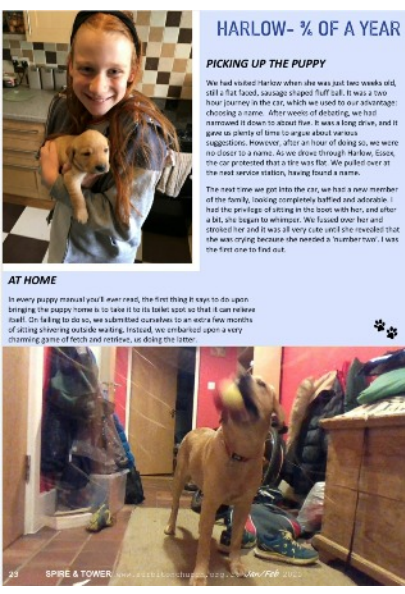 HARLOW- ¾ OF A YEAR
PICKING UP THE PUPPY
We had visited Harlow when she was just two weeks old,
still a flat faced, sausage shaped fluff ball. It was a two
hour journey in the car, which we used to our advantage:
choosing a name. After weeks of debating, we had
narrowed it down to about five. It was a long drive, and it
gave us plenty of time to argue about various
suggestions. However, after an hour of doing so, we were
no closer to a name. As we drove through Harlow, Essex,
the car protested that a tire was flat. We pulled over at
the next service station, having found a name.
The next time we got into the car, we had a new member
of the family, looking completely baffled and adorable. I
had the privilege of sitting in the boot with her, and after
a bit, she began to whimper. We fussed over her and
stroked her and it was all very cute until she revealed that
she was crying because she needed a 'number two'. I was
the first one to find out.
AT HOME
In every puppy manual you'll ever read, the first thing it says to do upon
bringing the puppy home is to take it to its toilet spot so that it can relieve
itself. On failing to do so, we submitted ourselves to an extra few months
of sitting shivering outside waiting. Instead, we embarked upon a very
charming game of fetch and retrieve, us doing the latter.
23 SPIRE & TOWER Jan/Feb